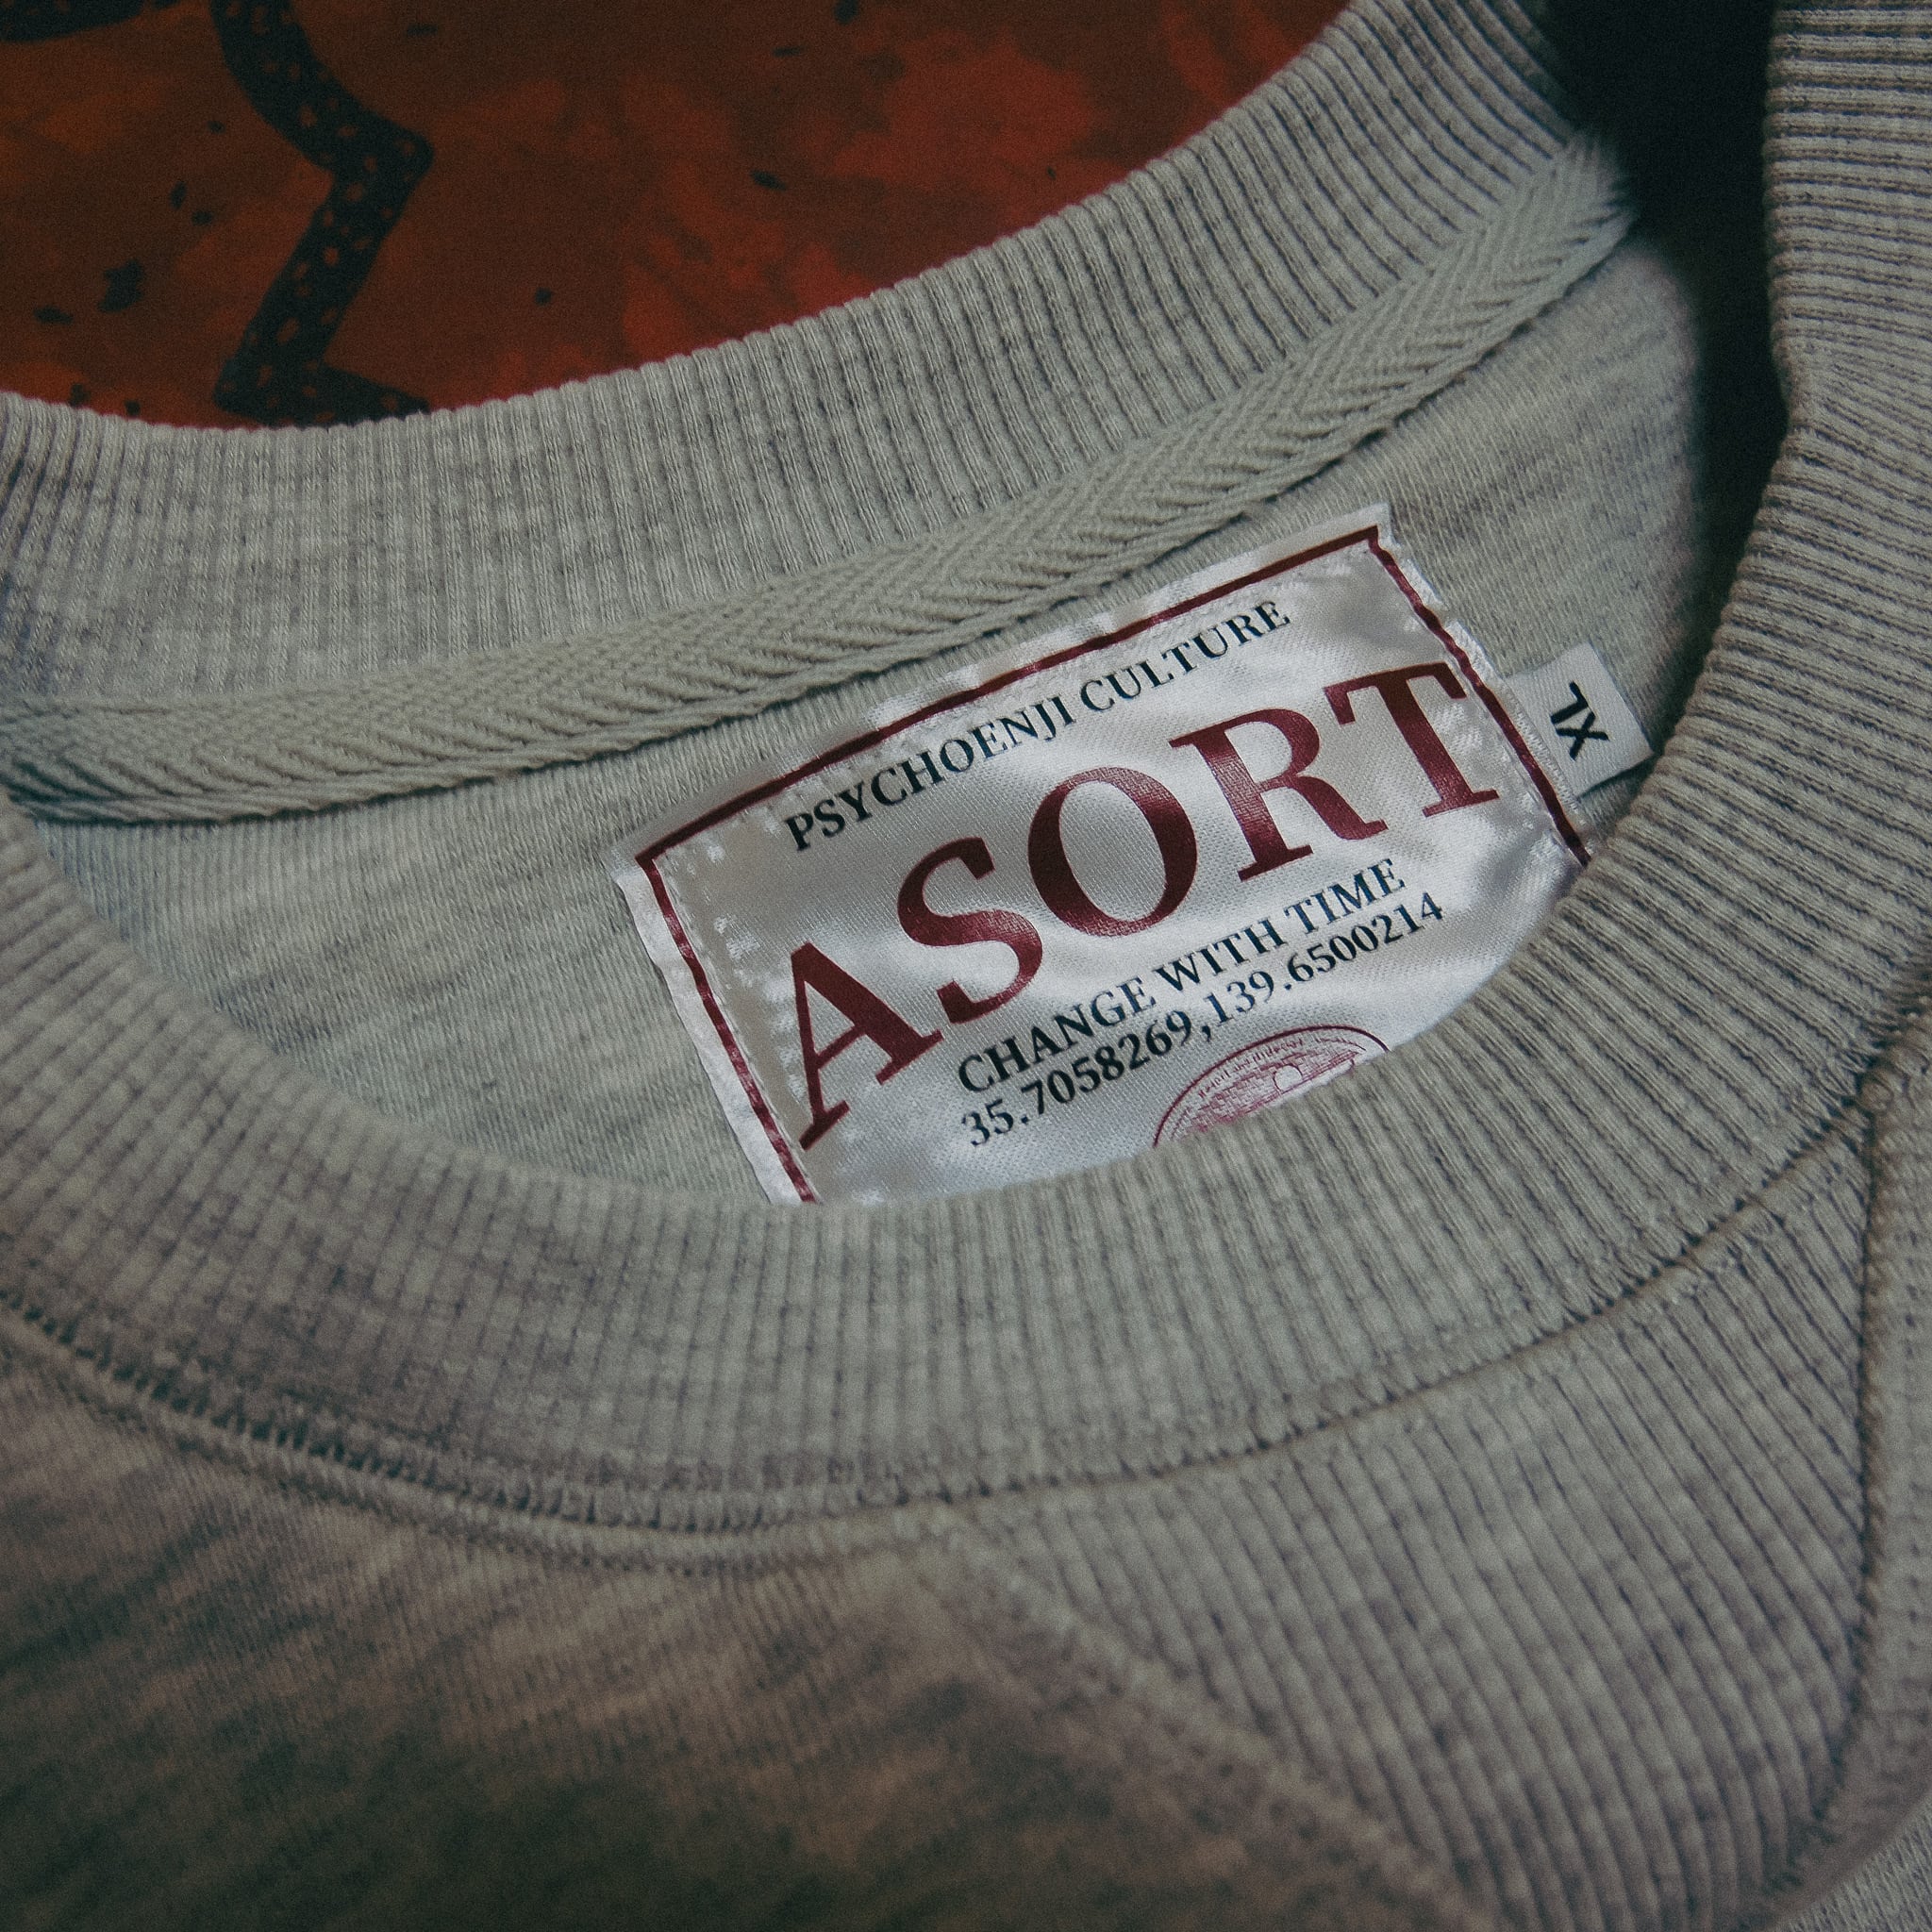 PSYCHOENJI CULTURE
ASORT
CHANGE WITH TIME
35.7058269,139.6500214
XL